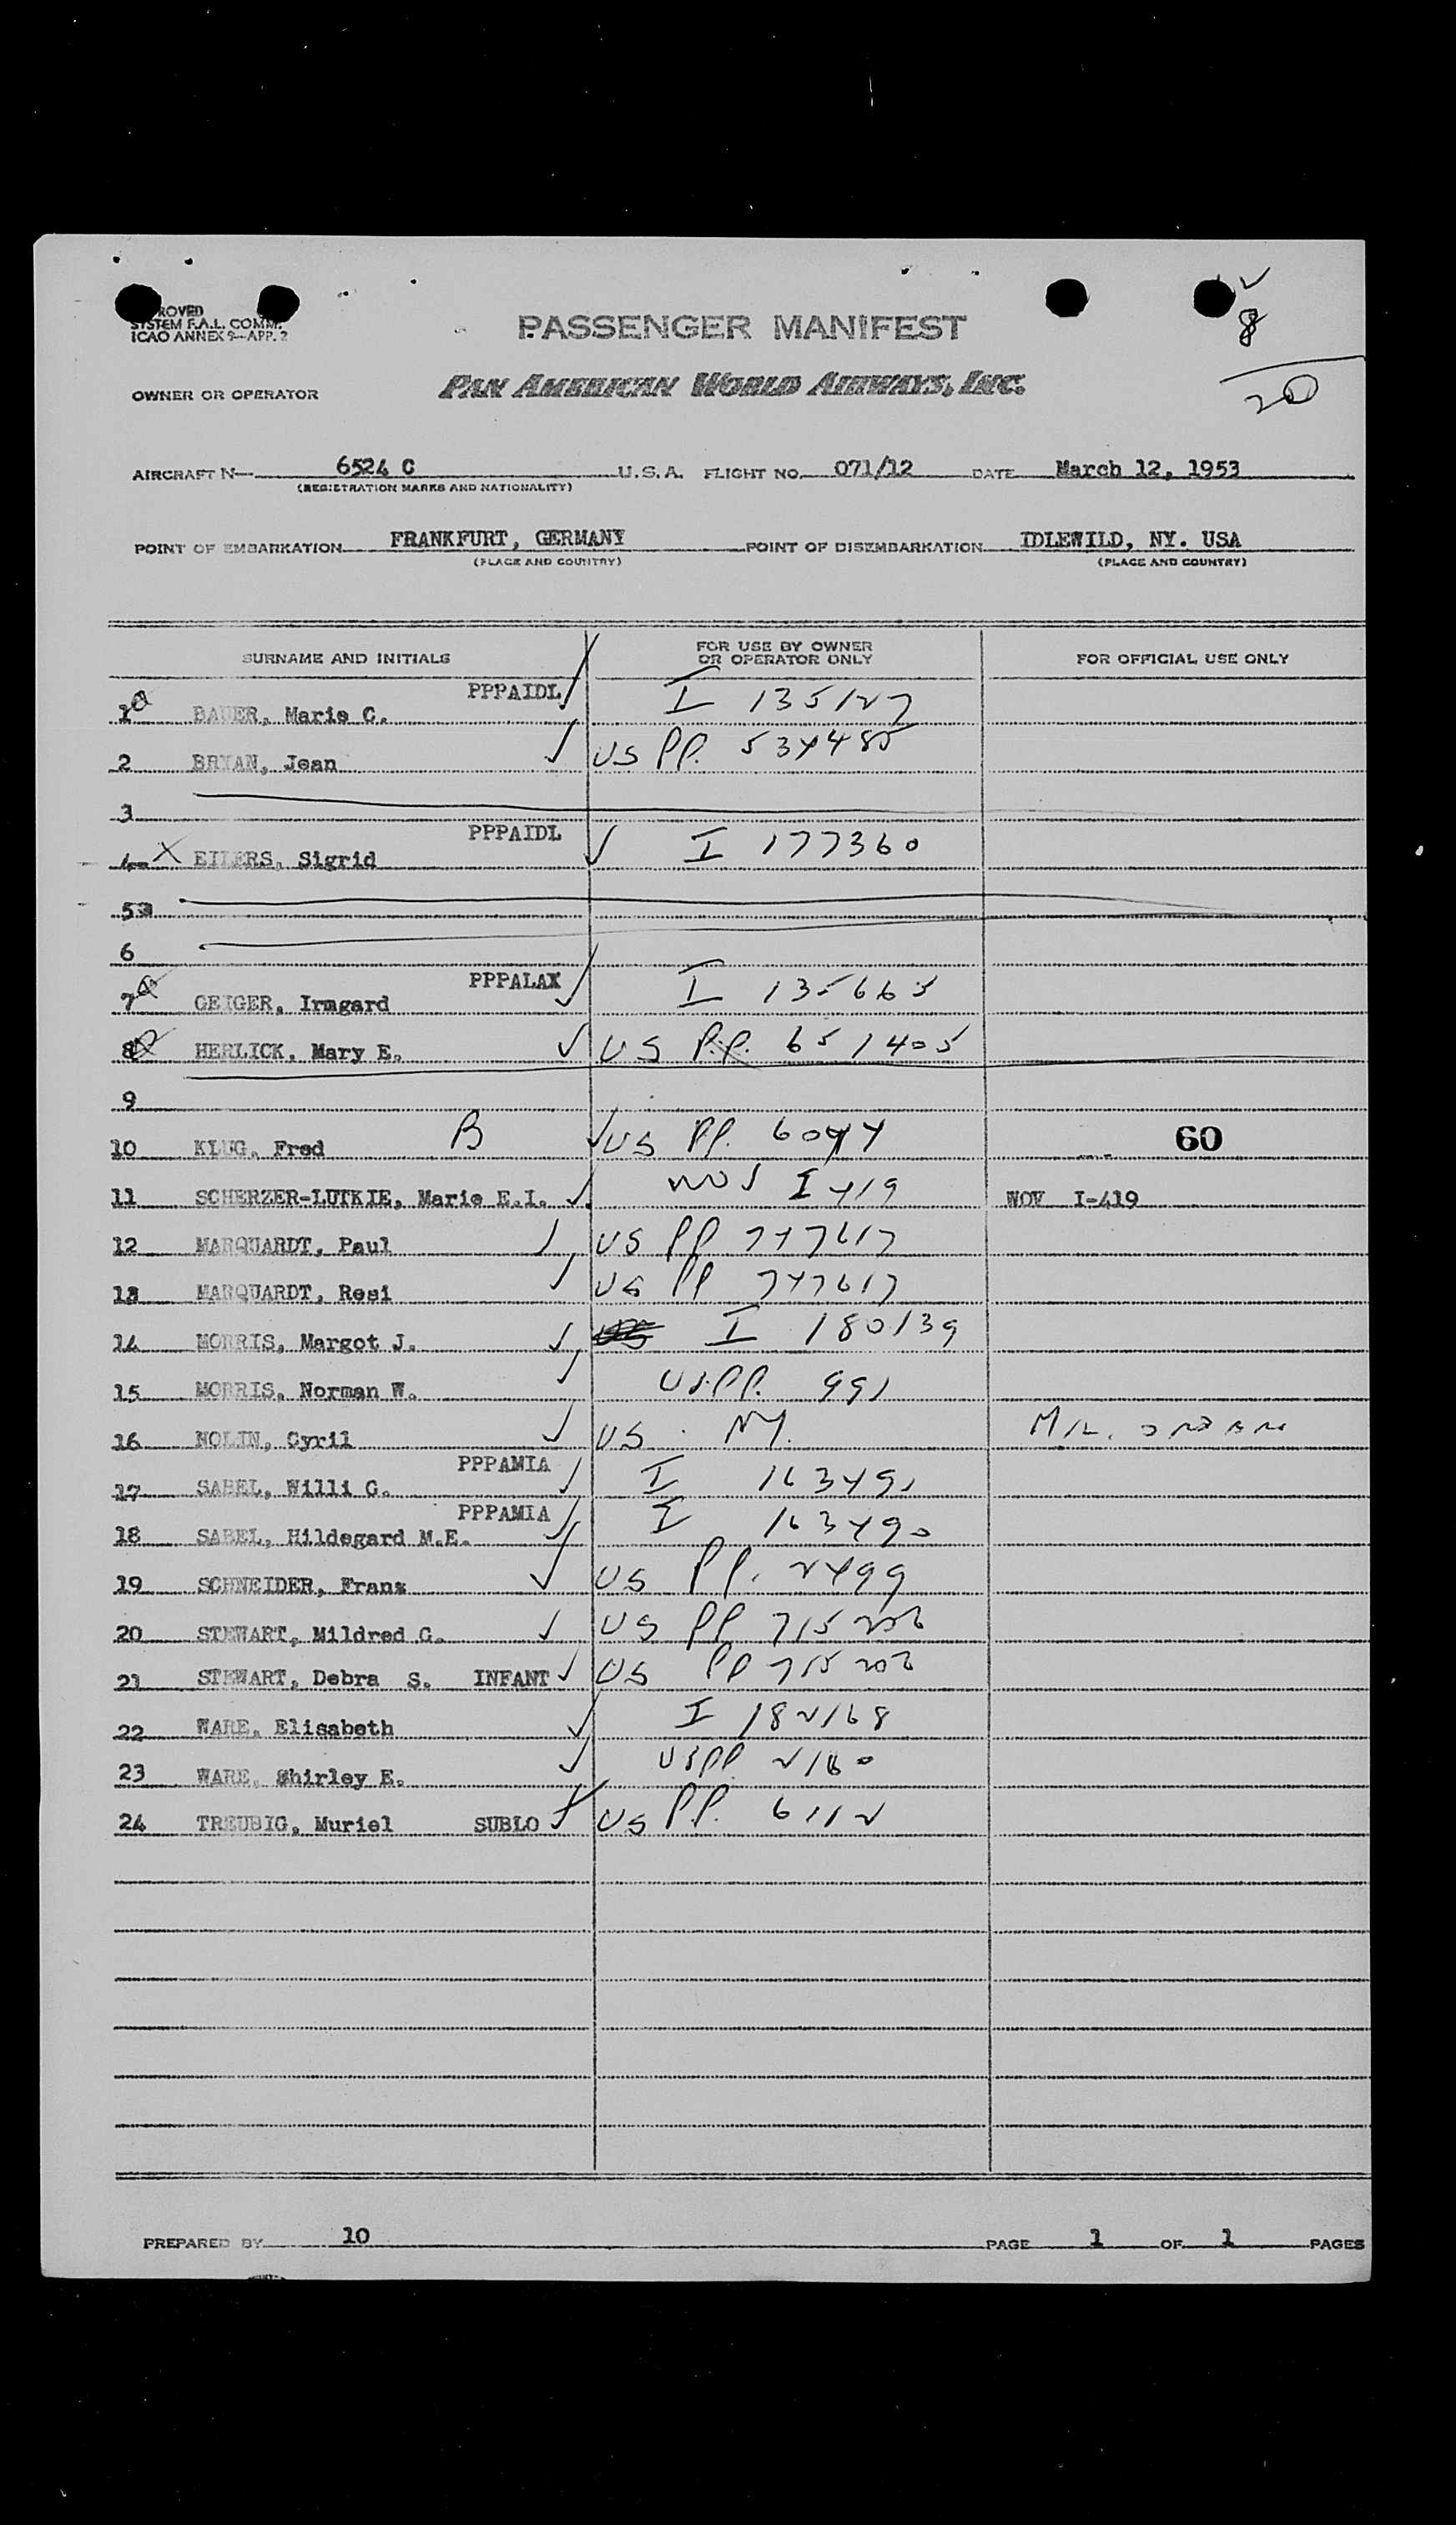 SYSTEM F.A.L. COMM.
ICAO ANNEX 9—APP. 2
PASSENGER MANIFEST
8
20
OWNER OR OPERATOR PAN AMERICAN WORLD AIRWAYS, INC.
AIRCRAFT N— 6524 C U.S.A. FLIGHT NO. 071/12 DATE March 12, 1953
(REGISTRATION MARKS AND NATIONALITY)
POINT OF EMBARKATION FRANKFURT, GERMANY POINT OF DISEMBARKATION IDLEWILD, NY. USA
(PLACE AND COUNTRY) (PLACE AND COUNTRY)
SURNAME AND INITIALS FOR USE BY OWNER OR OPERATOR ONLY FOR OFFICIAL USE ONLY
1 BAUER, Marie C. PPPAIDL I 135127
2 BRYAN, Jean US PP. 534485
3
4 X EILERS, Sigrid PPPAIDL I 177360
5
6
7 GEIGER, Irmgard PPPALAX I 135665
8 HERLICK, Mary E. US P.P. 651405
9
10 KLUG, Fred B US PP. 6044 60
11 SCHERZER-LUTKIE, Marie E.I. I 419 WOV I-419
12 MARQUARDT, Paul US PP 747617
13 MARQUARDT, Resi US PP 747617
14 MORRIS, Margot J. I 180139
15 MORRIS, Norman W. US.PP. 991
16 NOLIN, Cyril US NY. MIL.
17 SABEL, Willi G. PPPAMIA I 163491
18 SABEL, Hildegard M.E. PPPAMIA I 163490
19 SCHNEIDER, Franz US PP. 2499
20 STEWART, Mildred G. US PP 715202
21 STEWART, Debra S. INFANT US PP 715202
22 WARE, Elisabeth I 182168
23 WARE, Shirley E. USPP 2180
24 TREUBIG, Muriel SUBLO US PP. 6112
PREPARED BY 10 PAGE 1 OF 1 PAGES